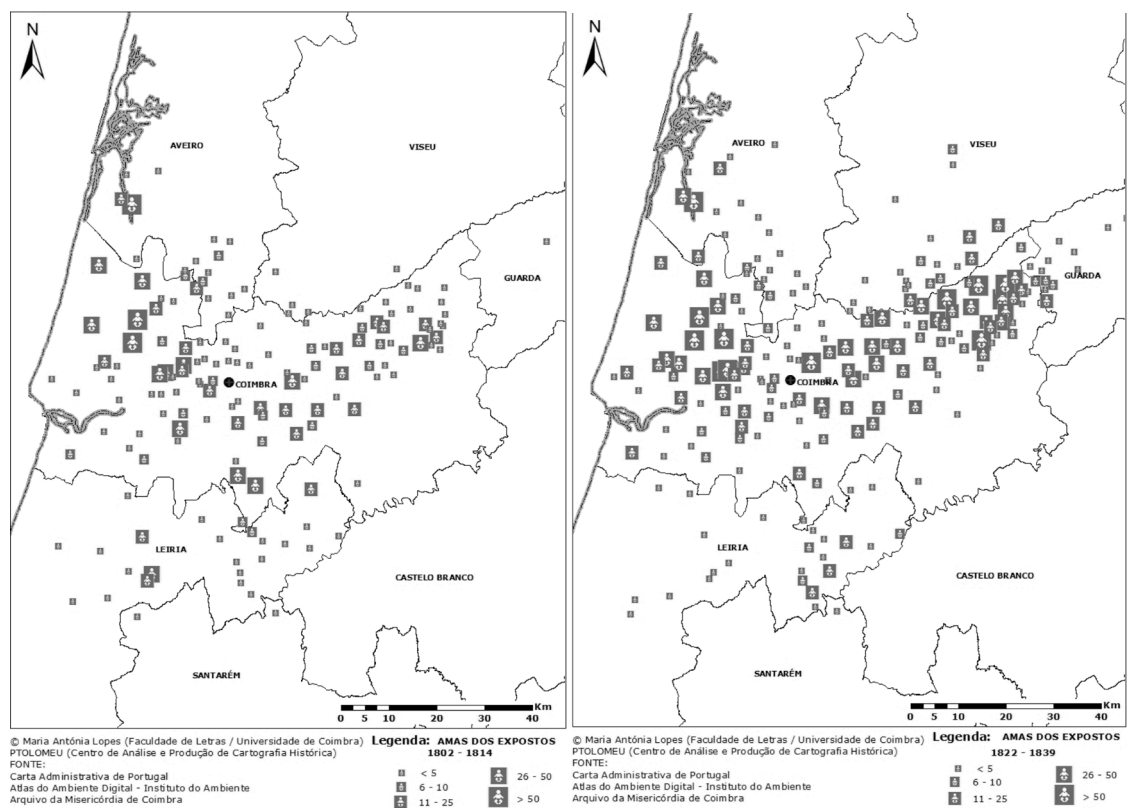 N
AVEIRO
VISEU
GUARDA
COIMBRA
LEIRIA
CASTELO BRANCO
SANTARÉM
Km
0 5 10 20 30 40
© Maria Antónia Lopes (Faculdade de Letras / Universidade de Coimbra)
PTOLOMEU (Centro de Análise e Produção de Cartografia Histórica)
FONTE:
Carta Administrativa de Portugal
Atlas do Ambiente Digital - Instituto do Ambiente
Arquivo da Misericórdia de Coimbra
Legenda: AMAS DOS EXPOSTOS
1802 - 1814
< 5
6 - 10
11 - 25
26 - 50
> 50
N
AVEIRO
VISEU
GUARDA
COIMBRA
LEIRIA
CASTELO BRANCO
SANTARÉM
Km
0 5 10 20 30 40
© Maria Antónia Lopes (Faculdade de Letras / Universidade de Coimbra)
PTOLOMEU (Centro de Análise e Produção de Cartografia Histórica)
FONTE:
Carta Administrativa de Portugal
Atlas do Ambiente Digital - Instituto do Ambiente
Arquivo da Misericórdia de Coimbra
Legenda: AMAS DOS EXPOSTOS
1822 - 1839
< 5
6 - 10
11 - 25
26 - 50
> 50